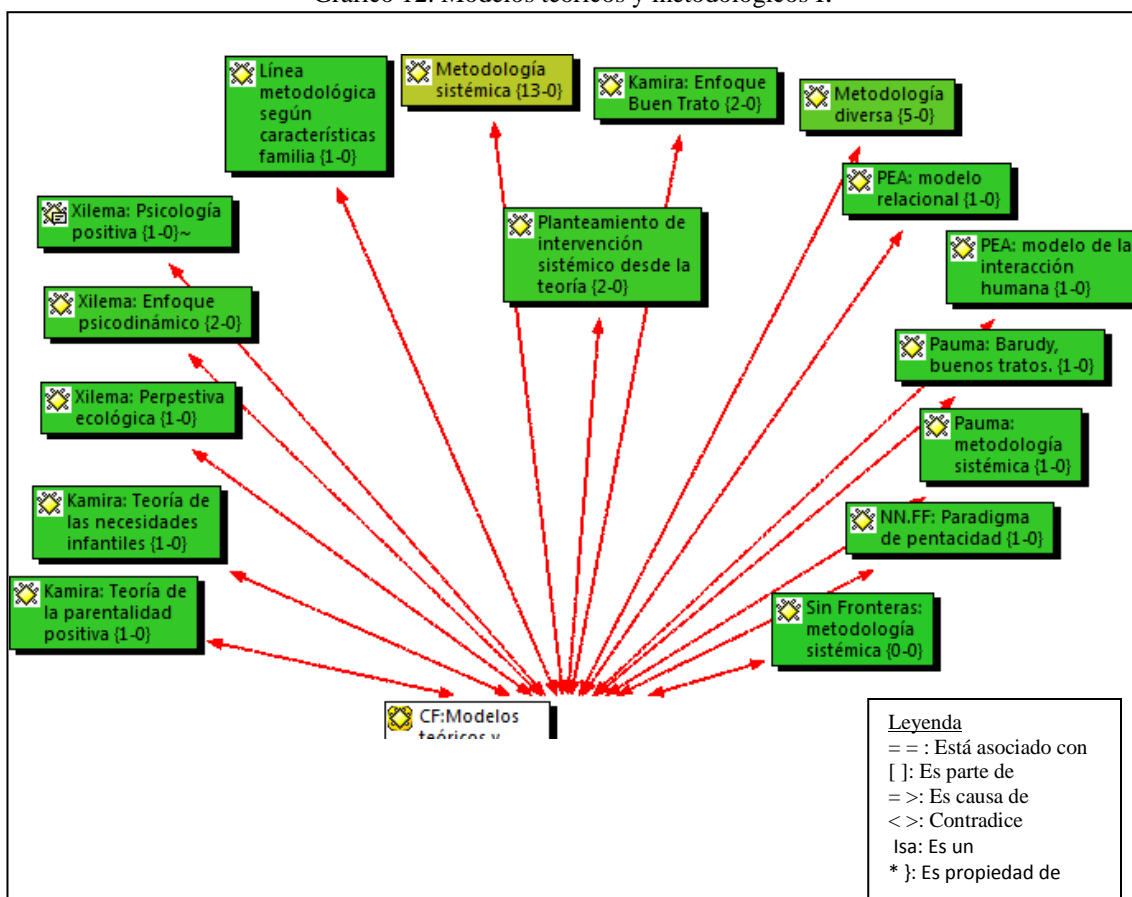 Gráfico 12. Modelos teóricos y metodológicos I.
Línea
metodológica
según
características
familia {1-0}
Metodología
sistémica {13-0}
Kamira: Enfoque
Buen Trato {2-0}
Metodología
diversa {5-0}
PEA: modelo
relacional {1-0}
Xilema: Psicología
positiva {1-0}~
Planteamiento de
intervención
sistémico desde la
teoría {2-0}
PEA: modelo de la
interacción
humana {1-0}
Xilema: Enfoque
psicodinámico {2-0}
Pauma: Barudy,
buenos tratos. {1-0}
Xilema: Perpestiva
ecológica {1-0}
Pauma:
metodología
sistémica {1-0}
Kamira: Teoría de
las necesidades
infantiles {1-0}
NN.FF: Paradigma
de pentacidad {1-0}
Kamira: Teoría de
la parentalidad
positiva {1-0}
Sin Fronteras:
metodología
sistémica {0-0}
CF:Modelos
teóricos y
Leyenda
= = : Está asociado con
[ ]: Es parte de
= >: Es causa de
< >: Contradice
Isa: Es un
* }: Es propiedad de